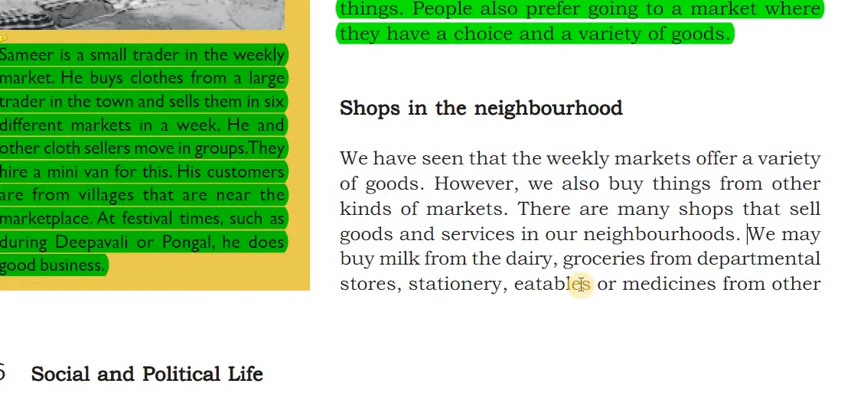 Sameer is a small trader in the weekly
market. He buys clothes from a large
trader in the town and sells them in six
different markets in a week. He and
other cloth sellers move in groups.They
hire a mini van for this. His customers
are from villages that are near the
marketplace. At festival times, such as
during Deepavali or Pongal, he does
good business.
things. People also prefer going to a market where
they have a choice and a variety of goods.
Shops in the neighbourhood
We have seen that the weekly markets offer a variety
of goods. However, we also buy things from other
kinds of markets. There are many shops that sell
goods and services in our neighbourhoods. We may
buy milk from the dairy, groceries from departmental
stores, stationery, eatables or medicines from other
Social and Political Life